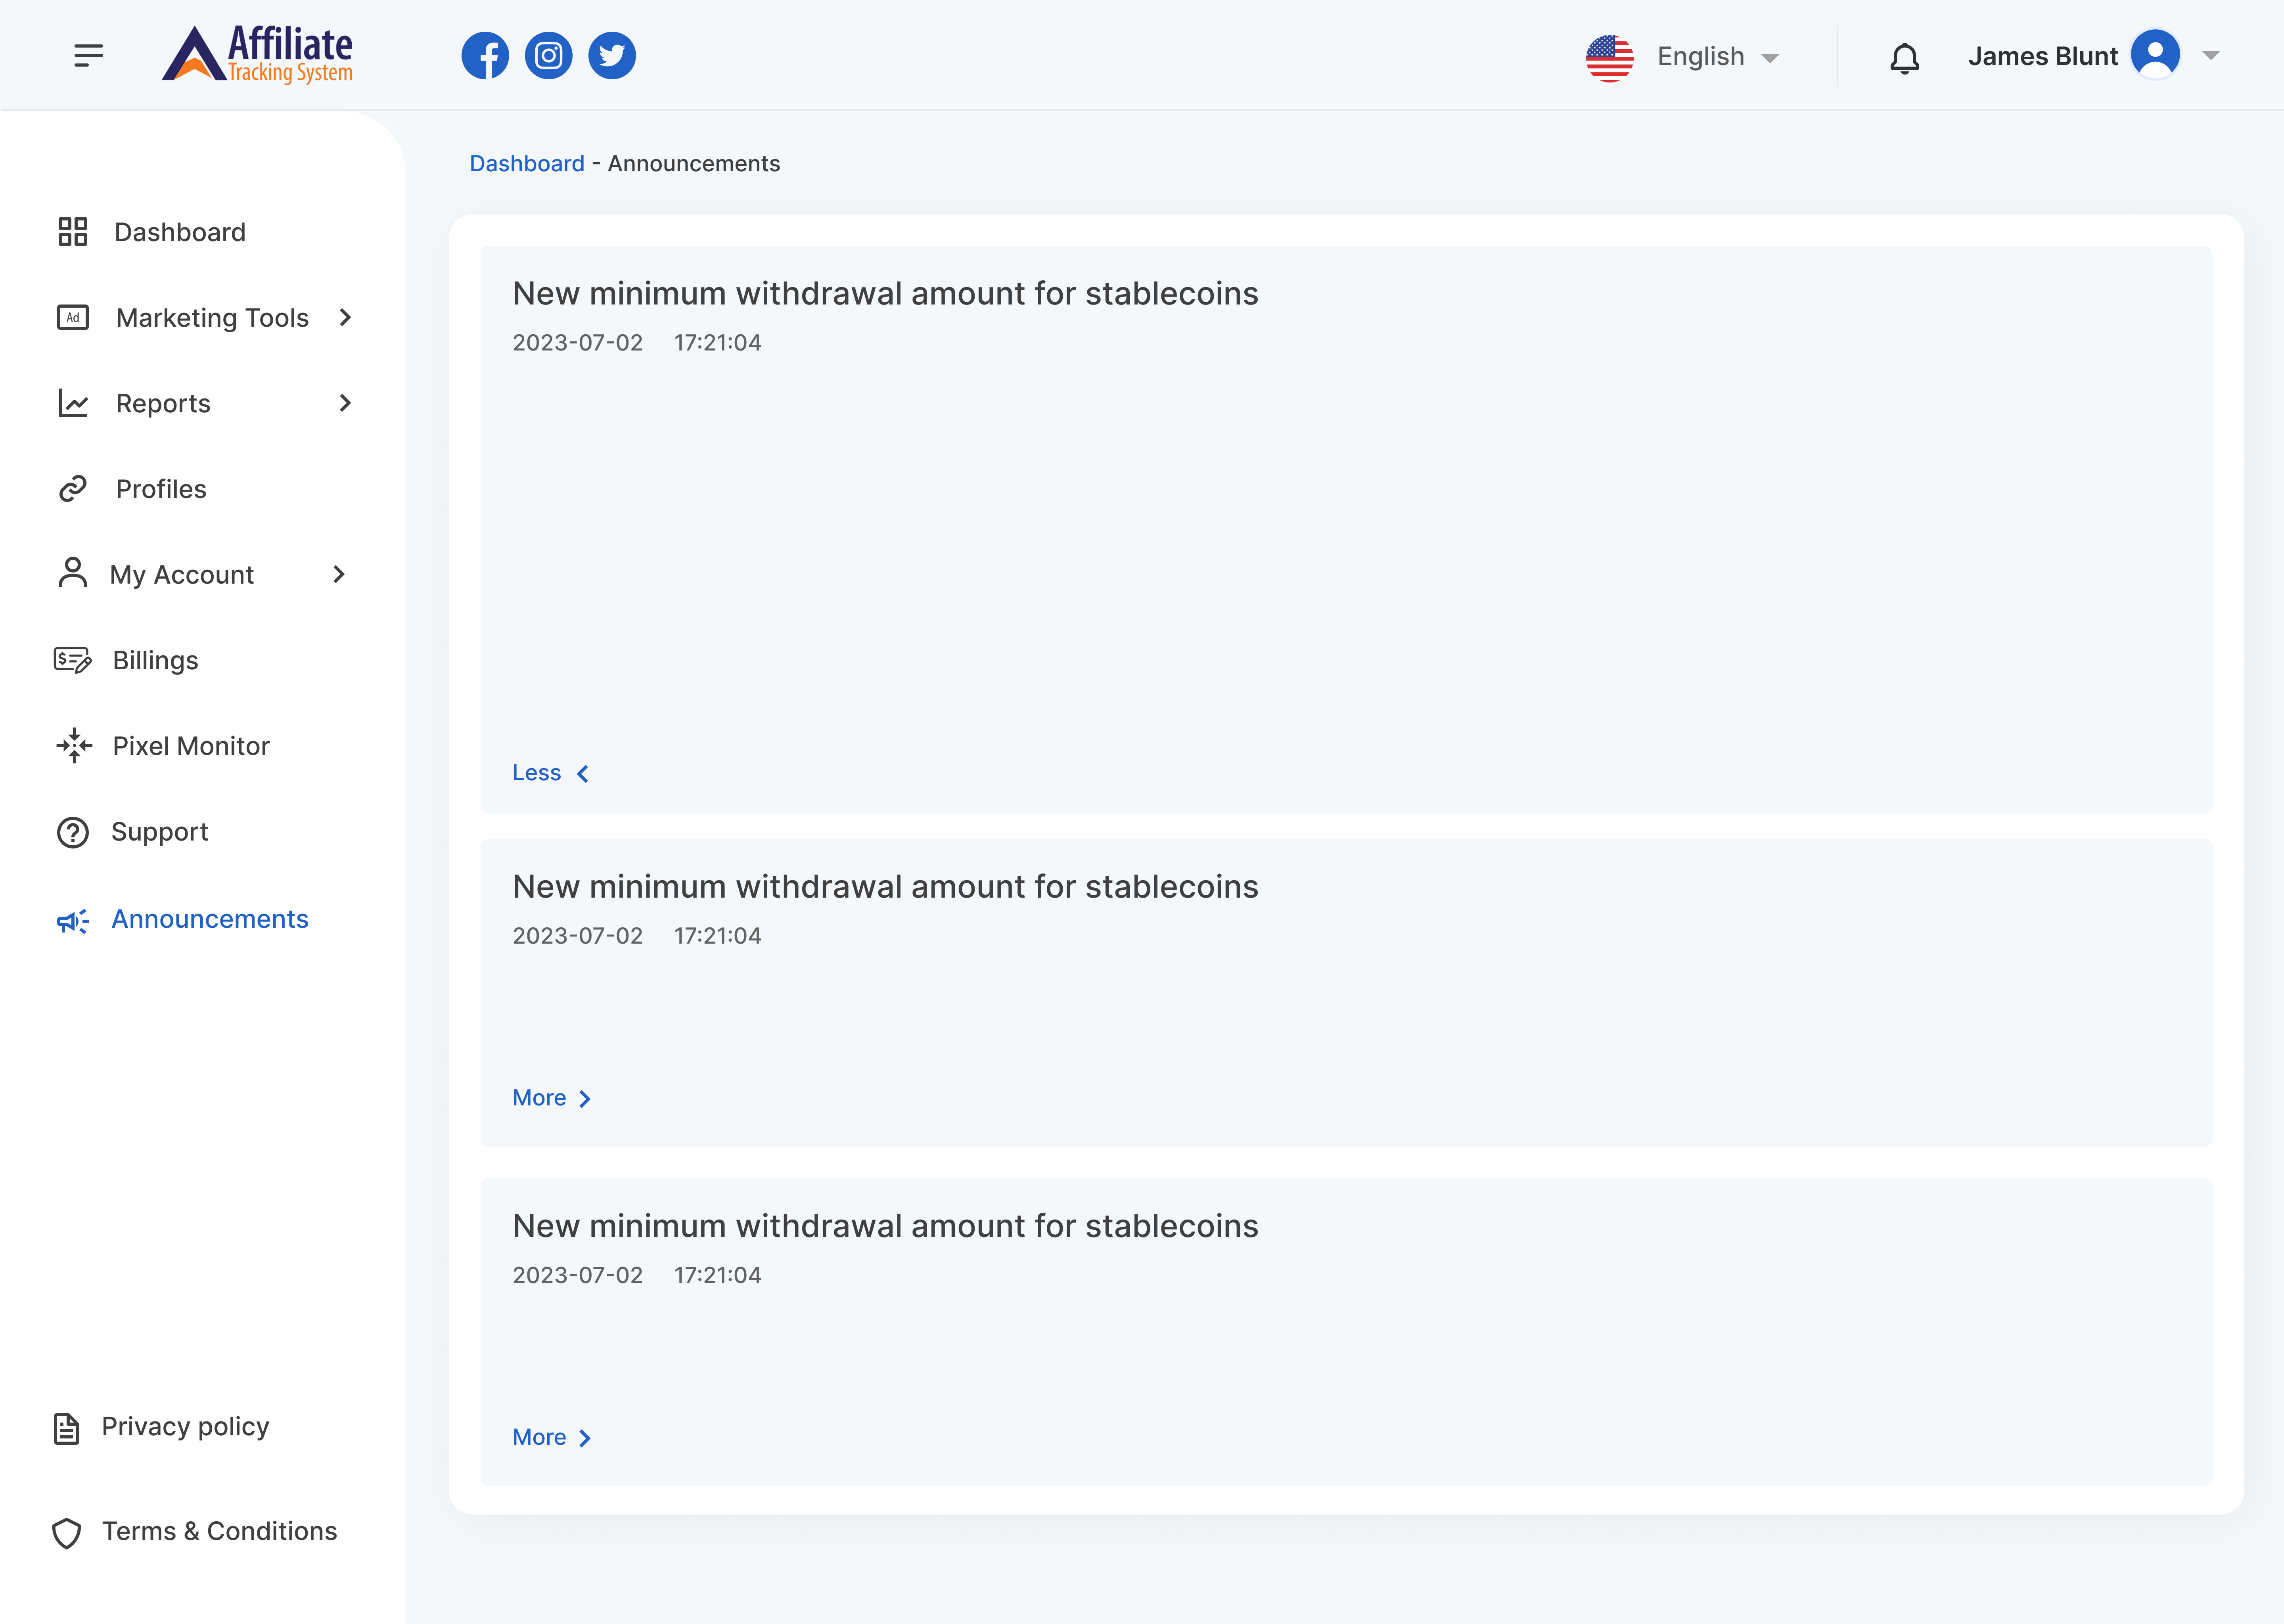 Affiliate
Tracking System
English
James Blunt
Dashboard - Announcements
Dashboard
Ad
Marketing Tools
Reports
Profiles
My Account
$
Billings
Pixel Monitor
Support
Announcements
Privacy policy
Terms & Conditions
New minimum withdrawal amount for stablecoins
2023-07-02 17:21:04
Less
New minimum withdrawal amount for stablecoins
2023-07-02 17:21:04
More
New minimum withdrawal amount for stablecoins
2023-07-02 17:21:04
More